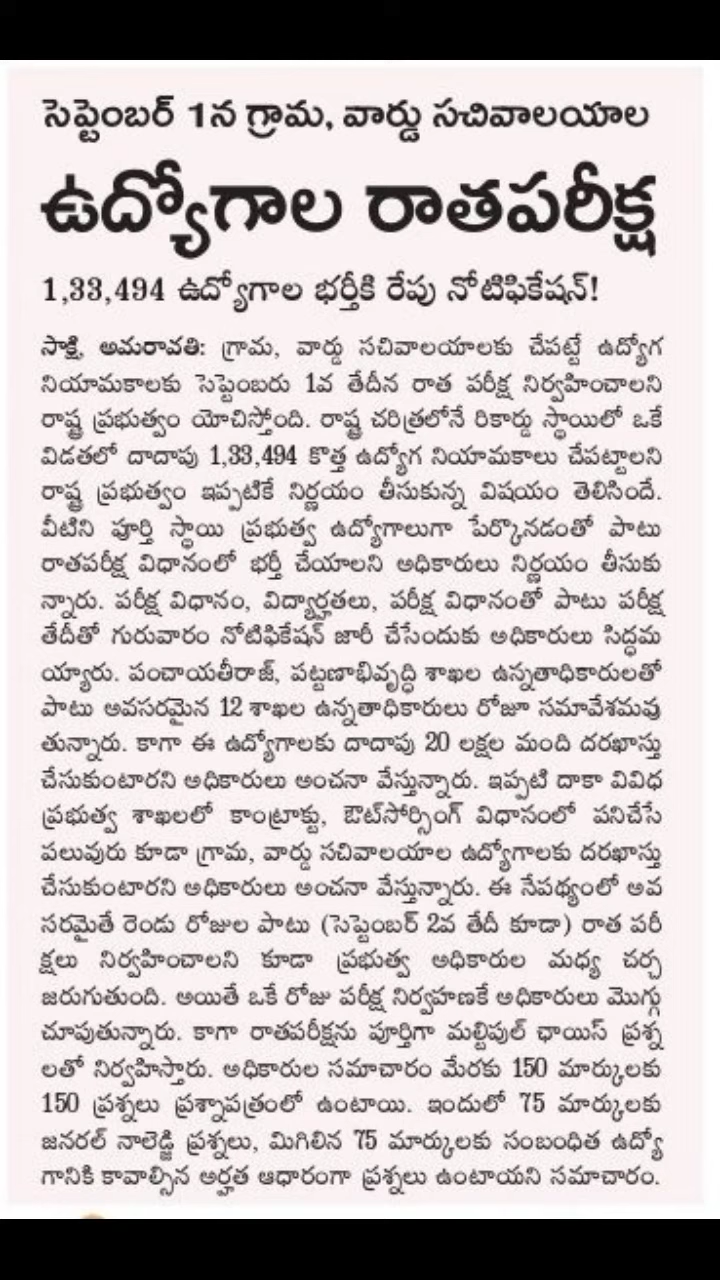 సెప్టెంబర్ 1న గ్రామ, వార్డు సచివాలయాల
ఉద్యోగాల రాతపరీక్ష
1,33,494 ఉద్యోగాల భర్తీకి రేపు నోటిఫికేషన్!
సాక్షి, అమరావతి: గ్రామ, వార్డు సచివాలయాలకు చేపట్టే ఉద్యోగ
నియామకాలకు సెప్టెంబరు 1వ తేదీన రాత పరీక్ష నిర్వహించాలని
రాష్ట్ర ప్రభుత్వం యోచిస్తోంది. రాష్ట్ర చరిత్రలోనే రికార్డు స్థాయిలో ఒకే
విడతలో దాదాపు 1,33,494 కొత్త ఉద్యోగ నియామకాలు చేపట్టాలని
రాష్ట్ర ప్రభుత్వం ఇప్పటికే నిర్ణయం తీసుకున్న విషయం తెలిసిందే.
వీటిని పూర్తి స్థాయి ప్రభుత్వ ఉద్యోగాలుగా పేర్కొనడంతో పాటు
రాతపరీక్ష విధానంలో భర్తీ చేయాలని అధికారులు నిర్ణయం తీసుకు
న్నారు. పరీక్ష విధానం, విద్యార్హతలు, పరీక్ష విధానంతో పాటు పరీక్ష
తేదీతో గురువారం నోటిఫికేషన్ జారీ చేసేందుకు అధికారులు సిద్ధమ
య్యారు. పంచాయతీరాజ్, పట్టణాభివృద్ధి శాఖల ఉన్నతాధికారులతో
పాటు అవసరమైన 12 శాఖల ఉన్నతాధికారులు రోజూ సమావేశమవు
తున్నారు. కాగా ఈ ఉద్యోగాలకు దాదాపు 20 లక్షల మంది దరఖాస్తు
చేసుకుంటారని అధికారులు అంచనా వేస్తున్నారు. ఇప్పటి దాకా వివిధ
ప్రభుత్వ శాఖలలో కాంట్రాక్టు, ఔట్‌సోర్సింగ్ విధానంలో పనిచేసే
పలువురు కూడా గ్రామ, వార్డు సచివాలయాల ఉద్యోగాలకు దరఖాస్తు
చేసుకుంటారని అధికారులు అంచనా వేస్తున్నారు. ఈ నేపథ్యంలో అవ
సరమైతే రెండు రోజుల పాటు (సెప్టెంబర్ 2వ తేదీ కూడా) రాత పరీ
క్షలు నిర్వహించాలని కూడా ప్రభుత్వ అధికారుల మధ్య చర్చ
జరుగుతుంది. అయితే ఒకే రోజు పరీక్ష నిర్వహణకే అధికారులు మొగ్గు
చూపుతున్నారు. కాగా రాతపరీక్షను పూర్తిగా మల్టిపుల్ ఛాయిస్ ప్రశ్న
లతో నిర్వహిస్తారు. అధికారుల సమాచారం మేరకు 150 మార్కులకు
150 ప్రశ్నలు ప్రశ్నాపత్రంలో ఉంటాయి. ఇందులో 75 మార్కులకు
జనరల్ నాలెడ్జి ప్రశ్నలు, మిగిలిన 75 మార్కులకు సంబంధిత ఉద్యో
గానికి కావాల్సిన అర్హత ఆధారంగా ప్రశ్నలు ఉంటాయని సమాచారం.